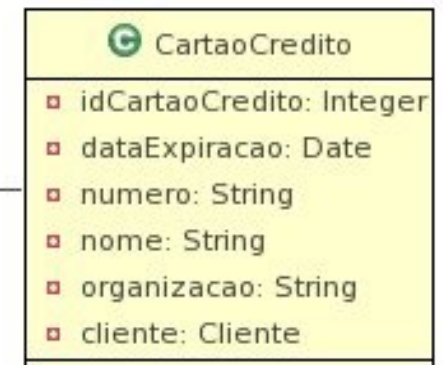 C CartaoCredito
idCartaoCredito: Integer
dataExpiracao: Date
numero: String
nome: String
organizacao: String
cliente: Cliente